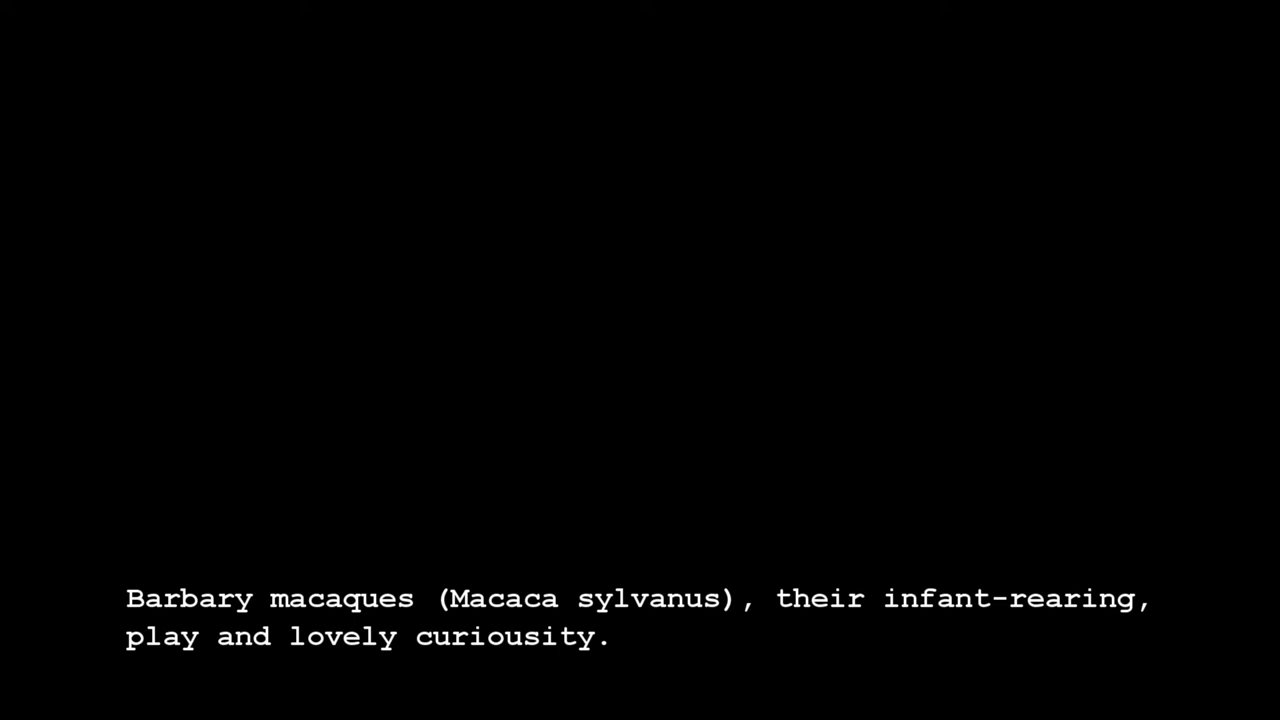 Barbary macaques (Macaca sylvanus), their infant-rearing,
play and lovely curiousity.